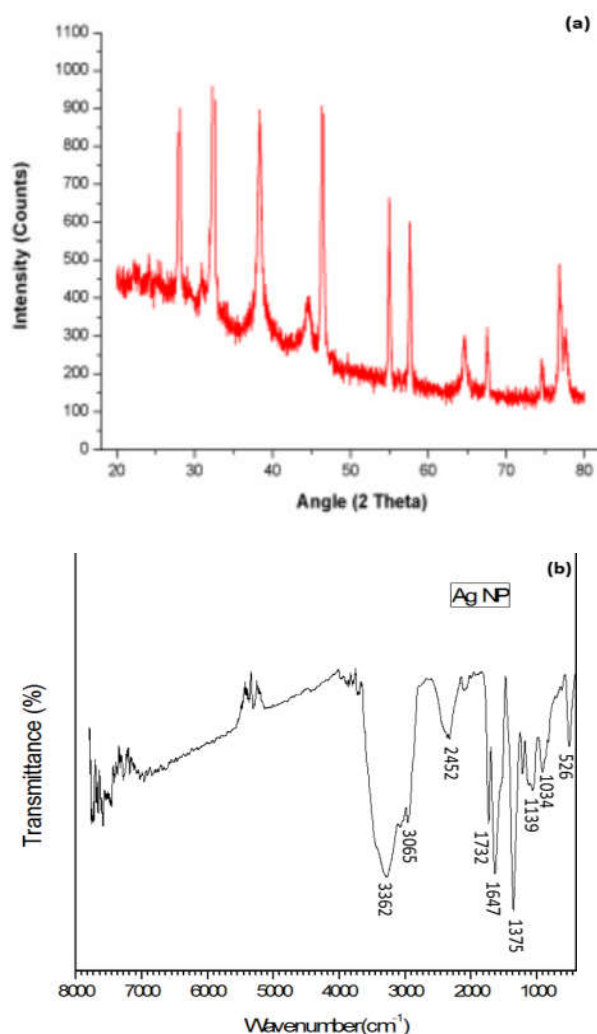 (a)
1100
1000
900
800
700
600
500
400
300
200
100
0
Intensity (Counts)
20 30 40 50 60 70 80
Angle (2 Theta)
(b)
Ag NP
Transmittance (%)
3362
3065
2452
1732
1647
1375
1139
1034
526
8000 7000 6000 5000 4000 3000 2000 1000
Wavenumber(cm⁻¹)